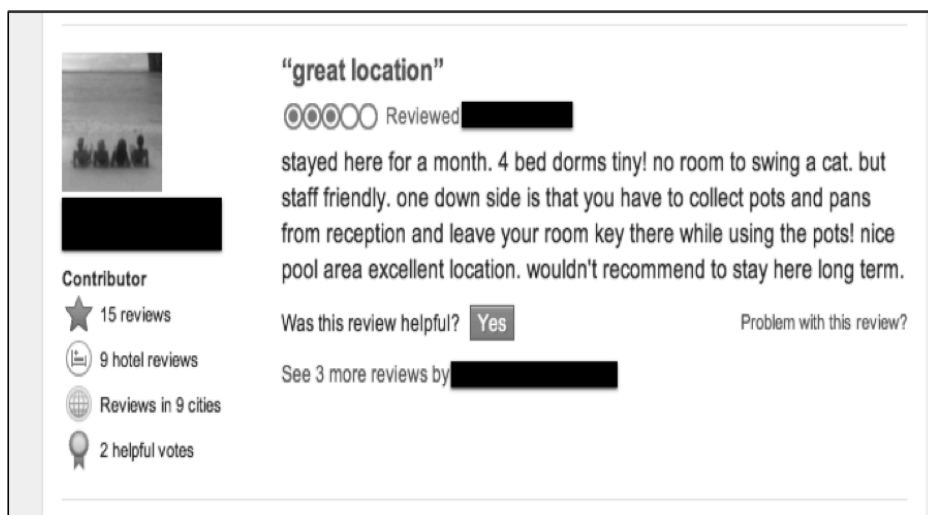 “great location”
Reviewed
stayed here for a month. 4 bed dorms tiny! no room to swing a cat. but
staff friendly. one down side is that you have to collect pots and pans
from reception and leave your room key there while using the pots! nice
pool area excellent location. wouldn't recommend to stay here long term.
Was this review helpful? Yes
Problem with this review?
See 3 more reviews by
Contributor
15 reviews
9 hotel reviews
Reviews in 9 cities
2 helpful votes